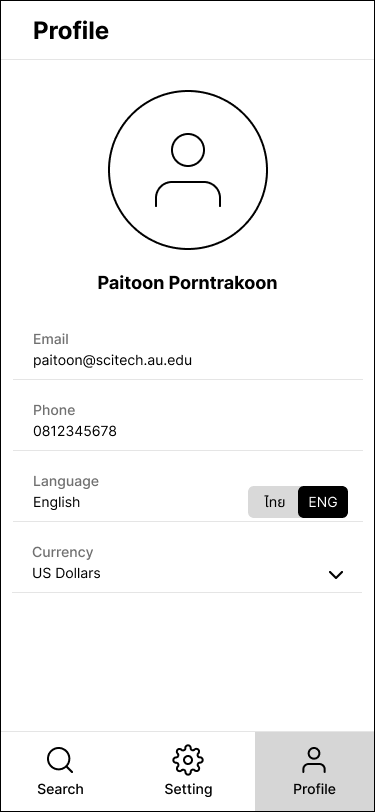 Profile
Paitoon Porntrakoon
Email
paitoon@scitech.au.edu
Phone
0812345678
Language
English
ไทย ENG
Currency
US Dollars
Search Setting Profile